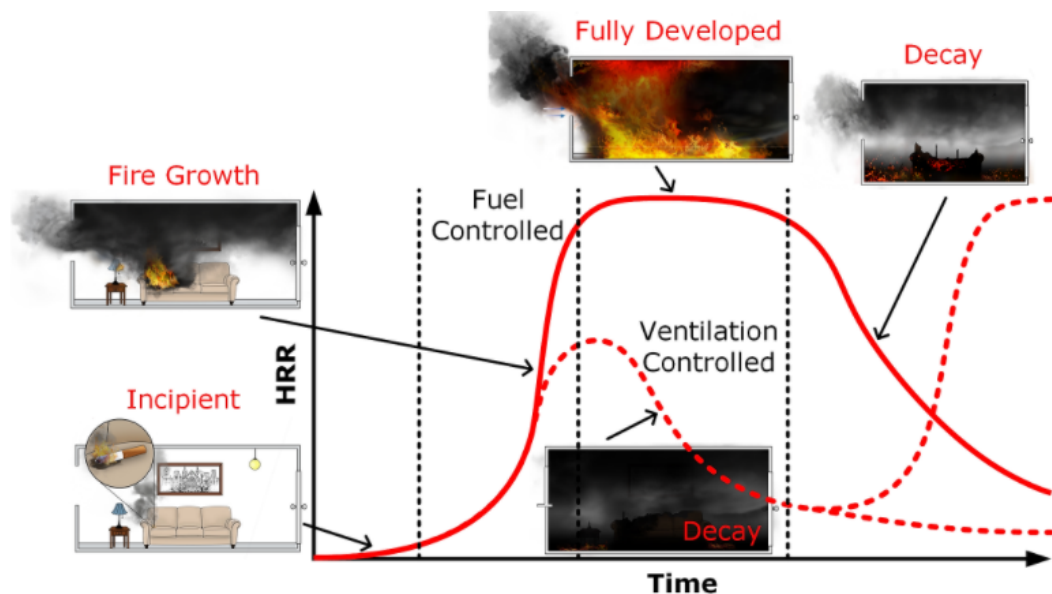 Fully Developed
Decay
Fire Growth
Fuel
Controlled
Ventilation
Controlled
HRR
Incipient
Decay
Time